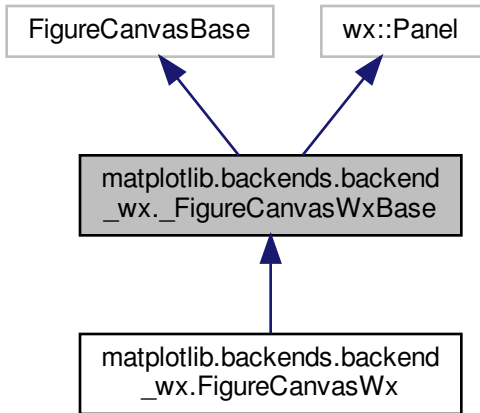 FigureCanvasBase
wx::Panel
matplotlib.backends.backend
_wx._FigureCanvasWxBase
matplotlib.backends.backend
_wx.FigureCanvasWx